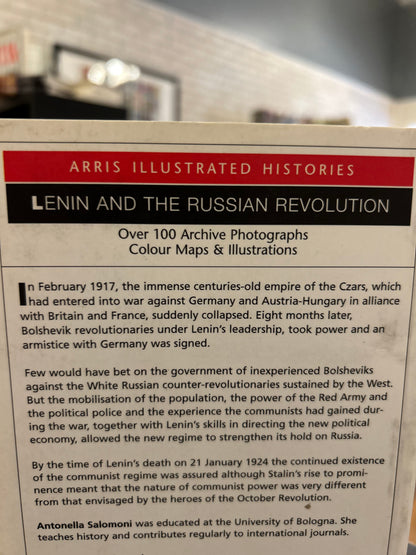 ARRIS ILLUSTRATED HISTORIES
LENIN AND THE RUSSIAN REVOLUTION
Over 100 Archive Photographs
Colour Maps & Illustrations
In February 1917, the immense centuries-old empire of the Czars, which
had entered into war against Germany and Austria-Hungary in alliance
with Britain and France, suddenly collapsed. Eight months later,
Bolshevik revolutionaries under Lenin's leadership, took power and an
armistice with Germany was signed.
Few would have bet on the government of inexperienced Bolsheviks
against the White Russian counter-revolutionaries sustained by the West.
But the mobilisation of the population, the power of the Red Army and
the political police and the experience the communists had gained dur-
ing the war, together with Lenin's skills in directing the new political
economy, allowed the new regime to strengthen its hold on Russia.
By the time of Lenin's death on 21 January 1924 the continued existence
of the communist regime was assured although Stalin's rise to promi-
nence meant that the nature of communist power was very different
from that envisaged by the heroes of the October Revolution.
Antonella Salomoni was educated at the University of Bologna. She
teaches history and contributes regularly to international journals.